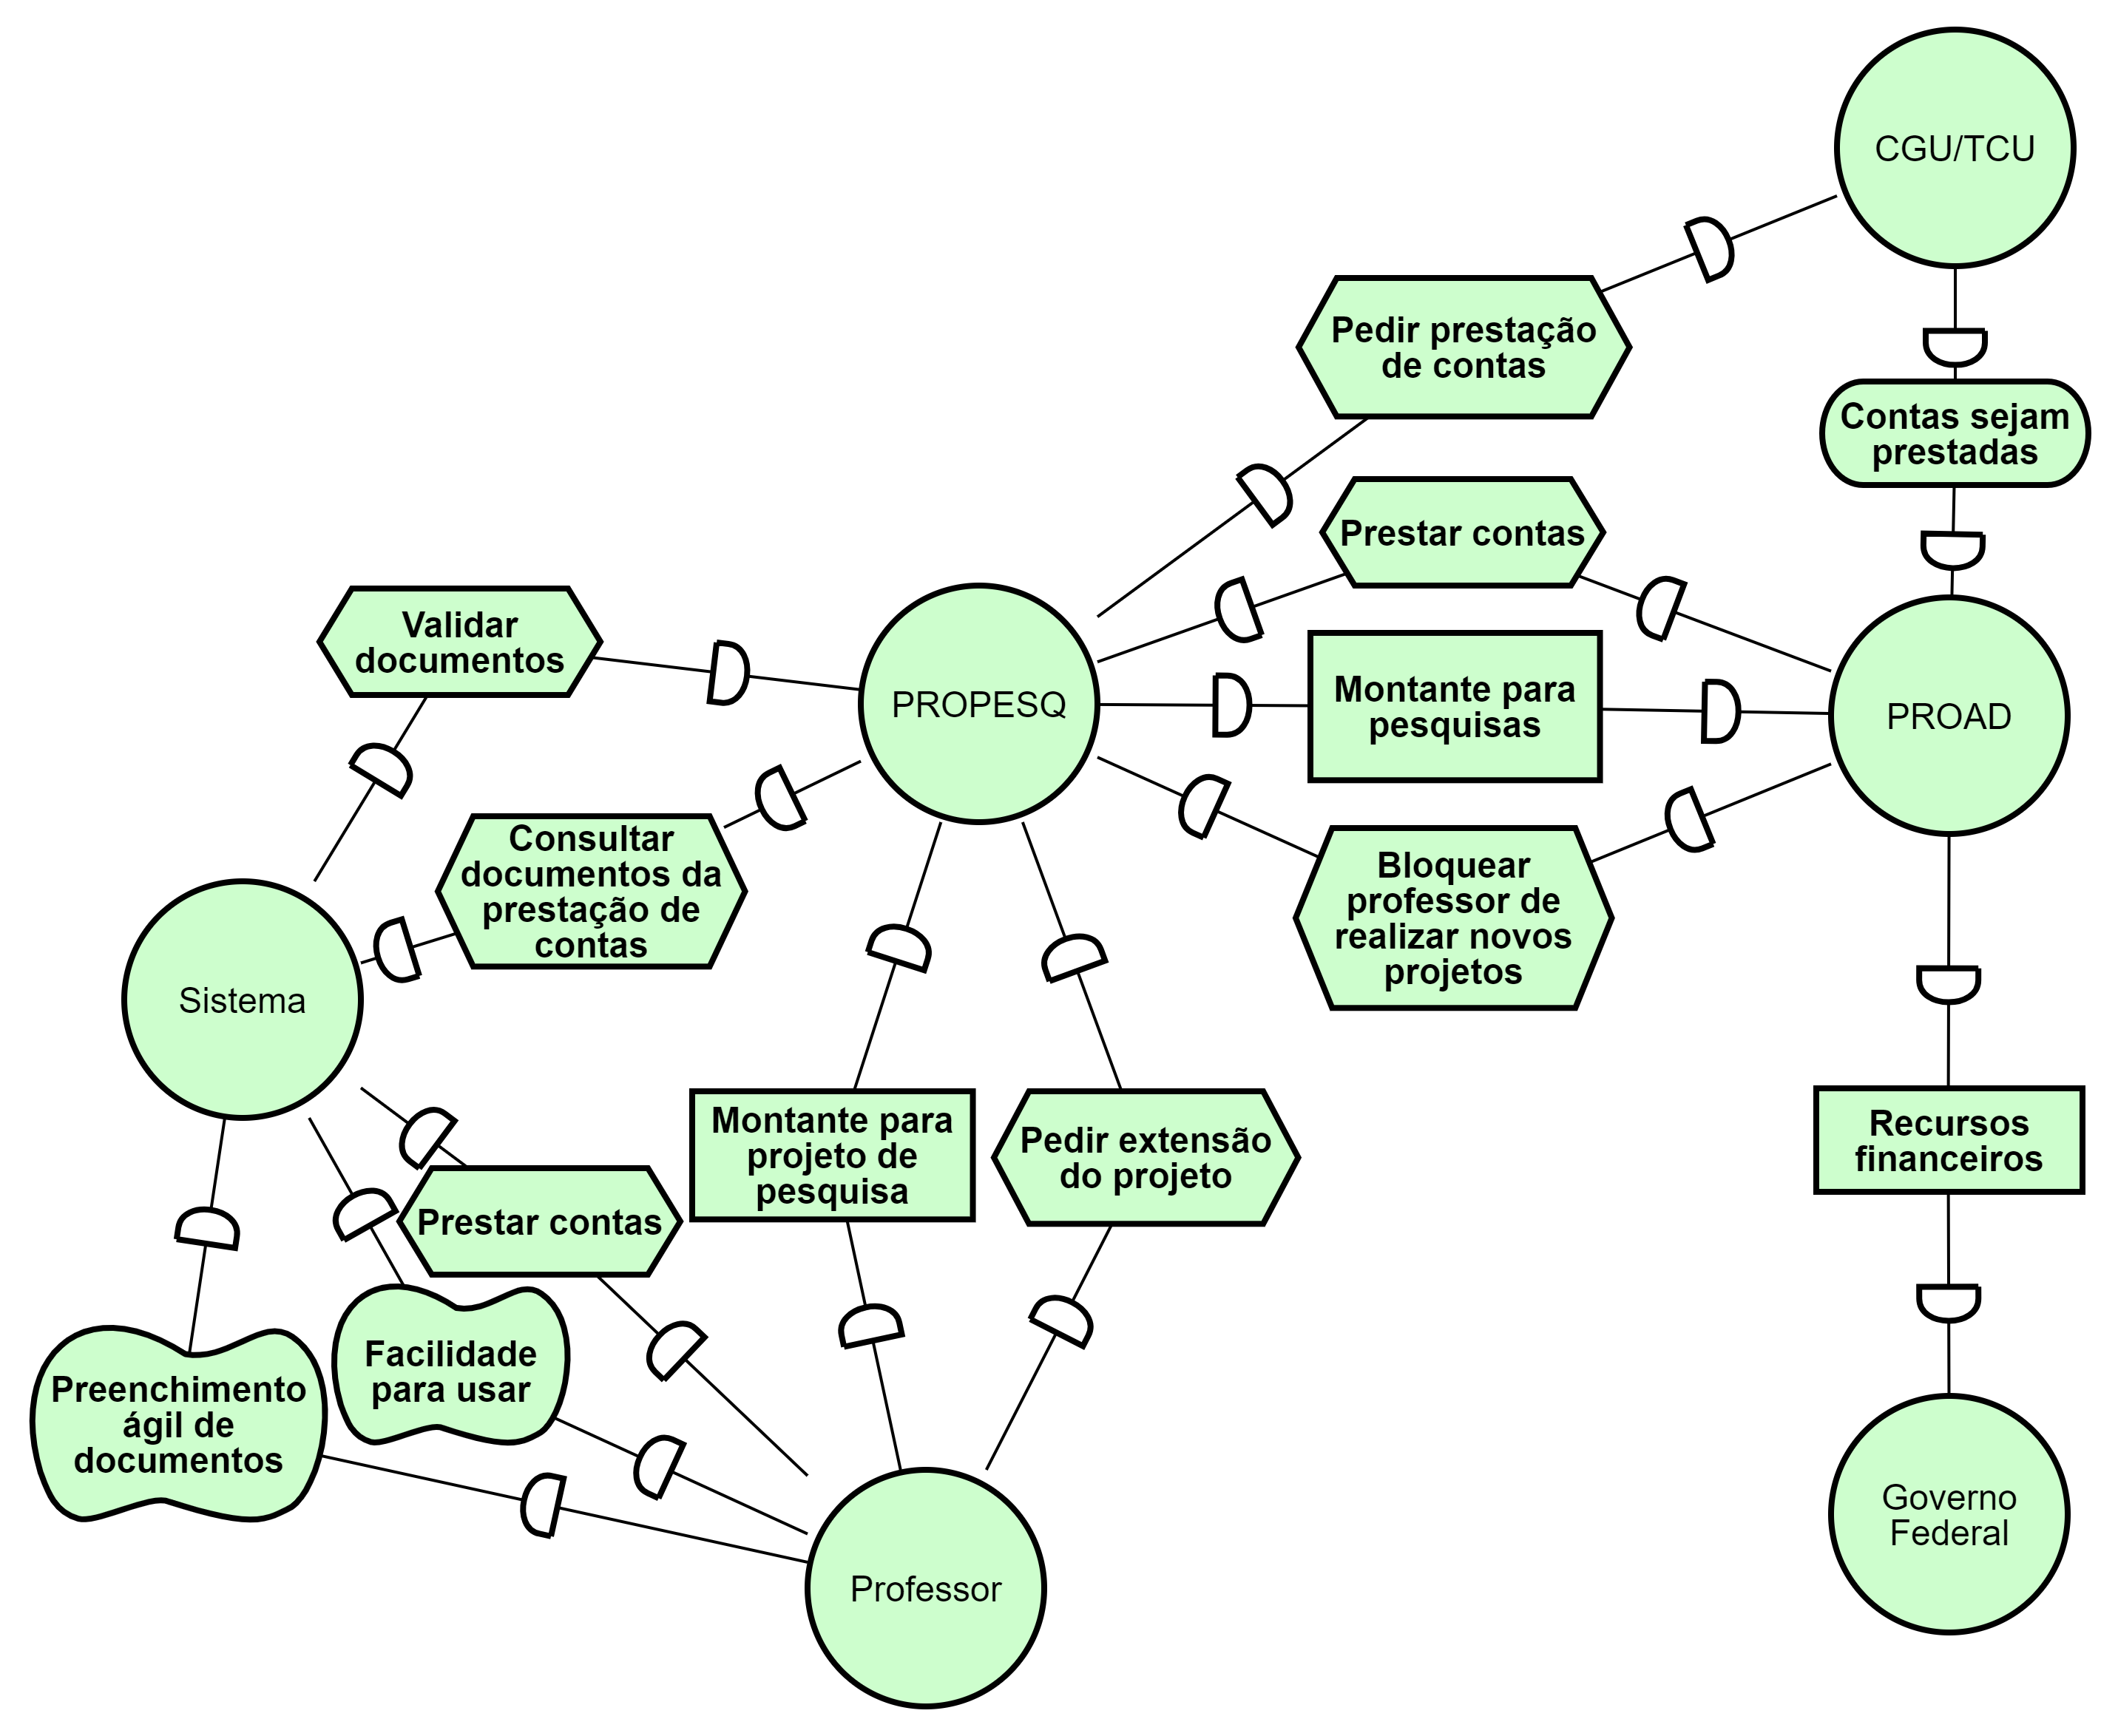 CGU/TCU
Pedir prestação
de contas
Contas sejam
prestadas
Prestar contas
Validar
documentos
PROPESQ
Montante para
pesquisas
PROAD
Consultar
documentos da
prestação de
contas
Bloquear
professor de
realizar novos
projetos
Sistema
Montante para
projeto de
pesquisa
Pedir extensão
do projeto
Recursos
financeiros
Prestar contas
Facilidade
para usar
Preenchimento
ágil de
documentos
Governo
Federal
Professor